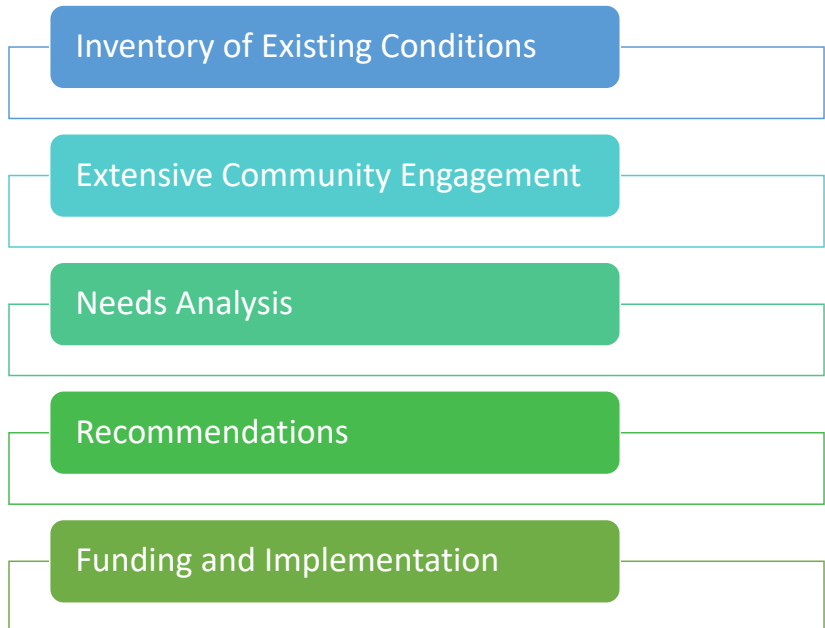 Inventory of Existing Conditions
Extensive Community Engagement
Needs Analysis
Recommendations
Funding and Implementation